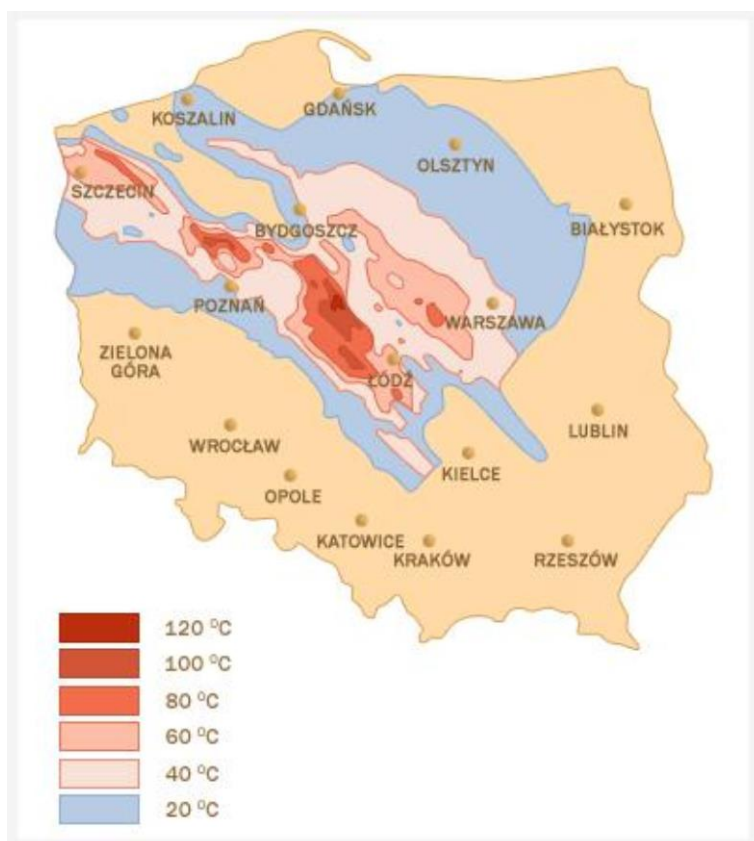 GDAŃSK
KOSZALIN
OLSZTYN
SZCZECIN
BYDGOSZCZ
BIAŁYSTOK
POZNAŃ
WARSZAWA
ZIELONA
GÓRA
ŁÓDŹ
LUBLIN
WROCŁAW
KIELCE
OPOLE
KATOWICE
KRAKÓW
RZESZÓW
120 °C
100 °C
80 °C
60 °C
40 °C
20 °C